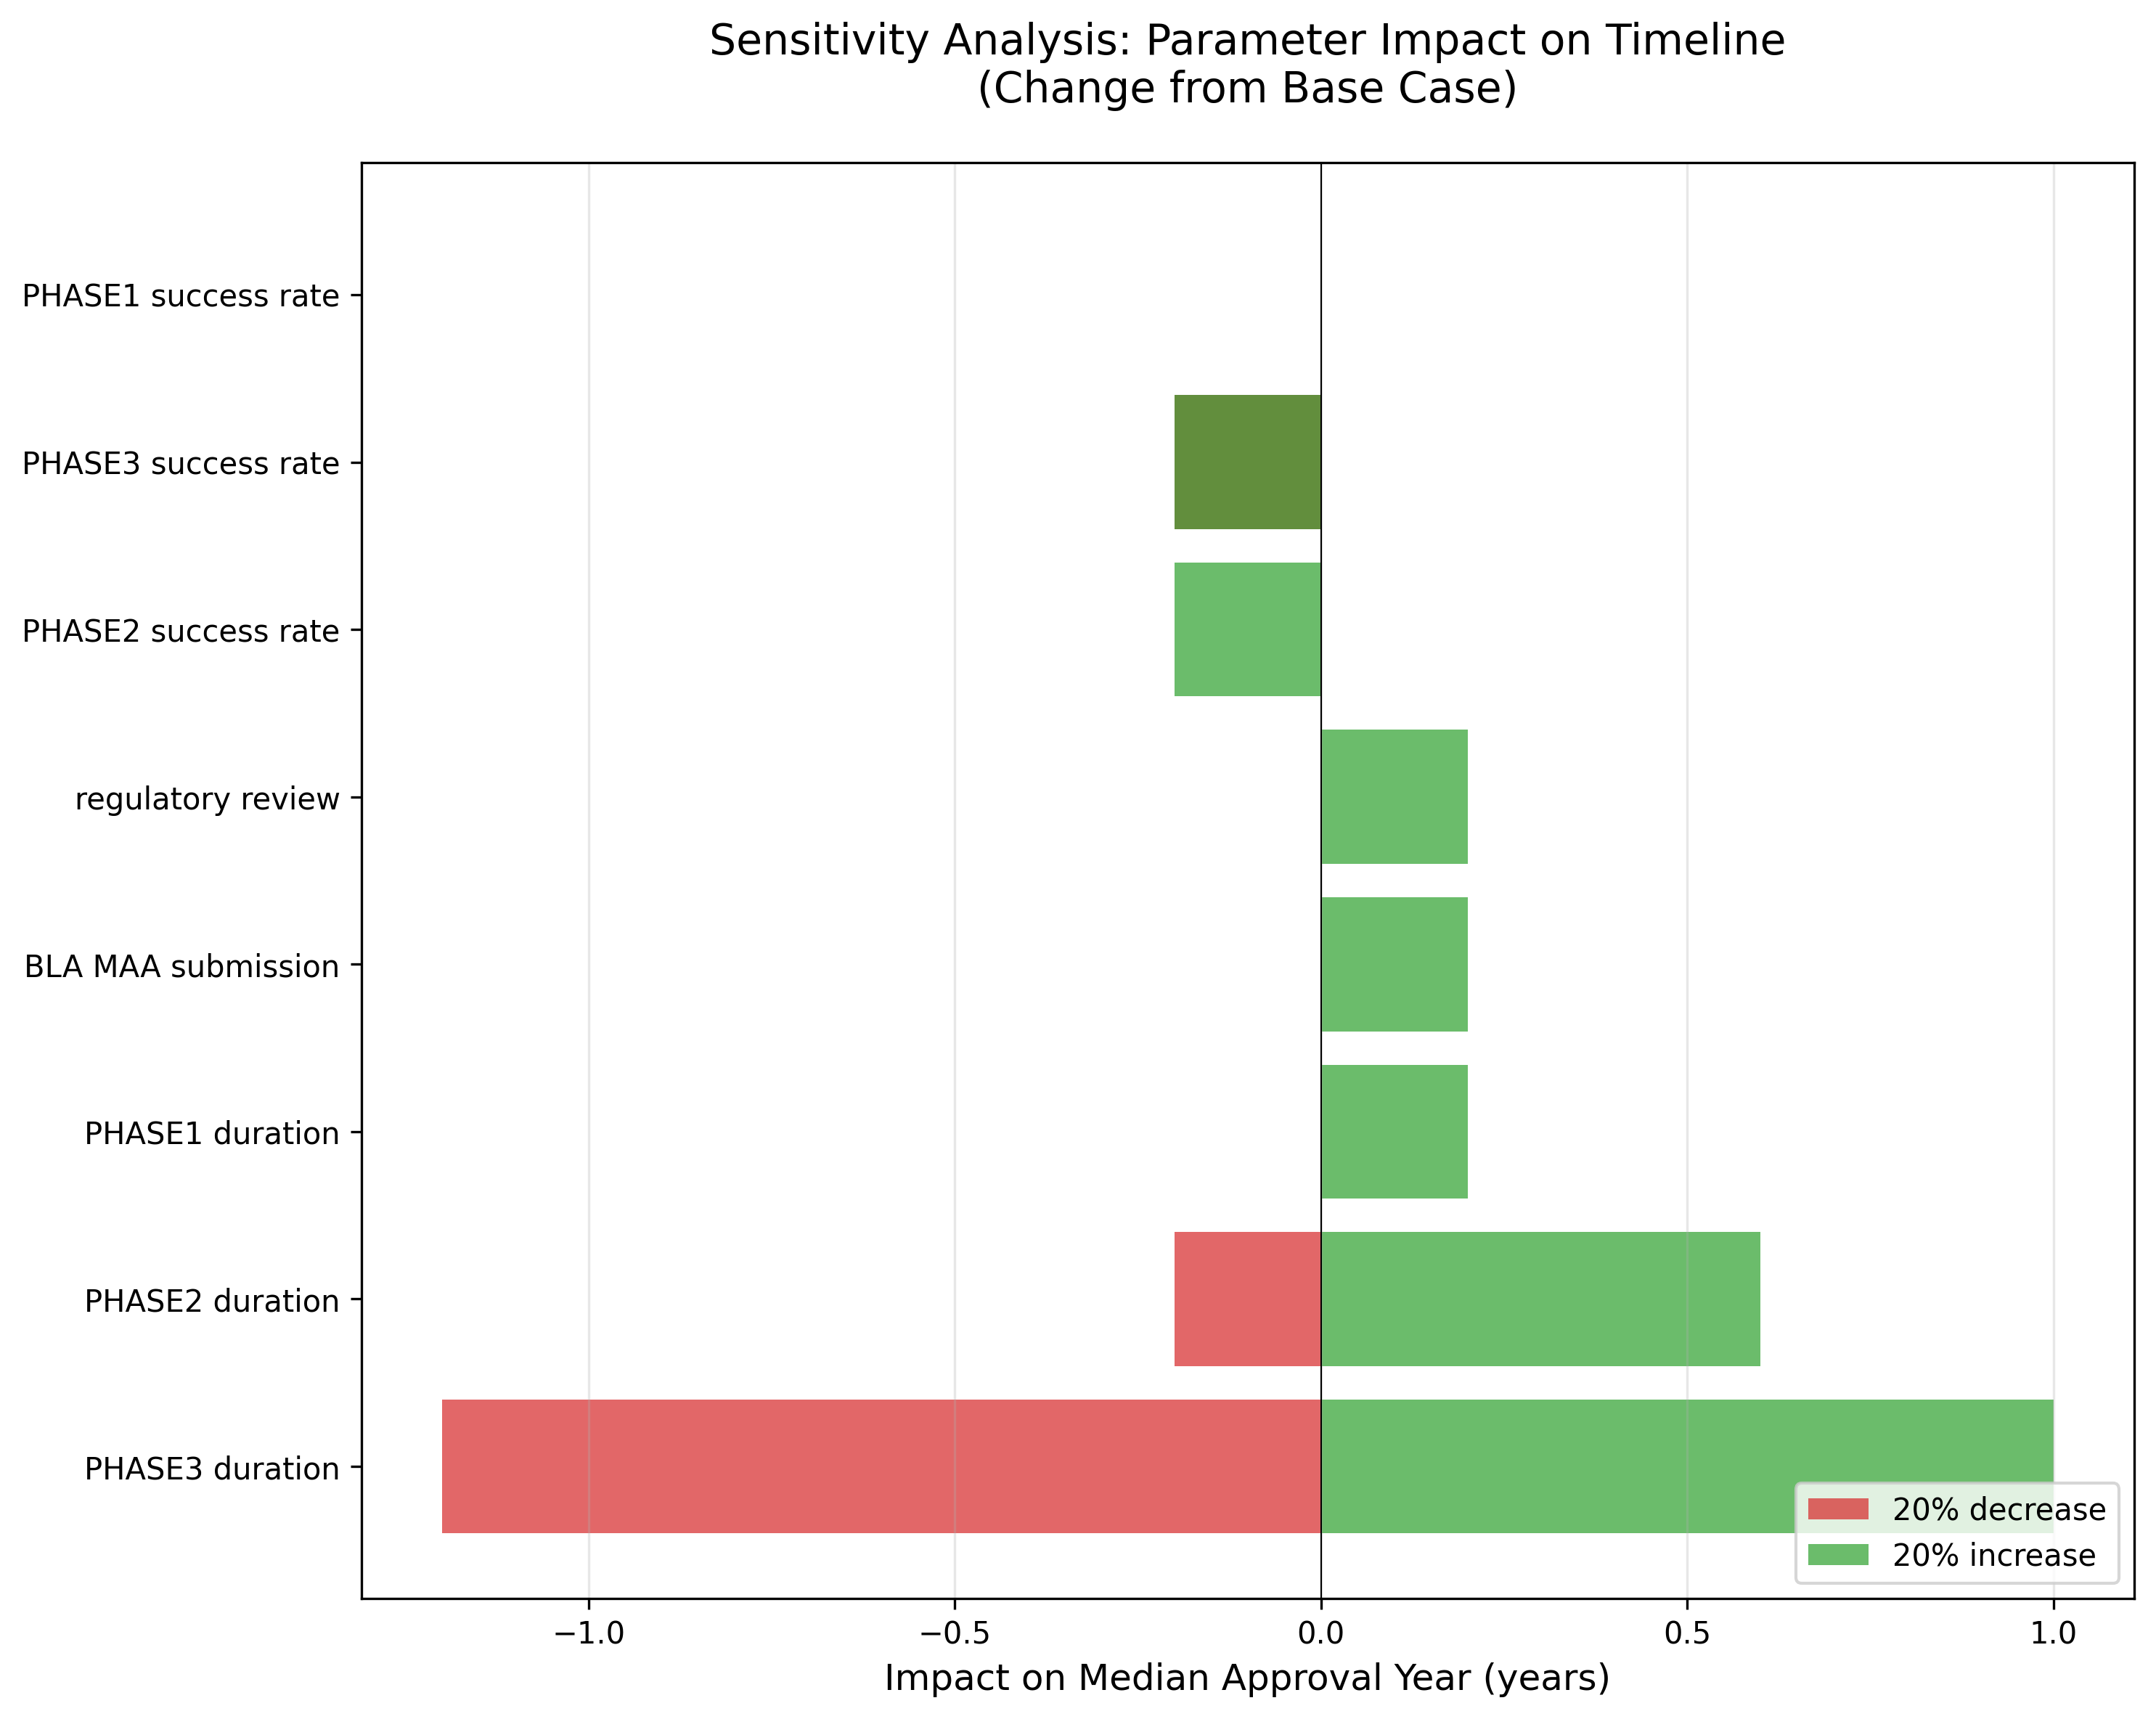 Sensitivity Analysis: Parameter Impact on Timeline
(Change from Base Case)
PHASE1 success rate
PHASE3 success rate
PHASE2 success rate
regulatory review
BLA MAA submission
PHASE1 duration
PHASE2 duration
PHASE3 duration
20% decrease
20% increase
−1.0 −0.5 0.0 0.5 1.0
Impact on Median Approval Year (years)